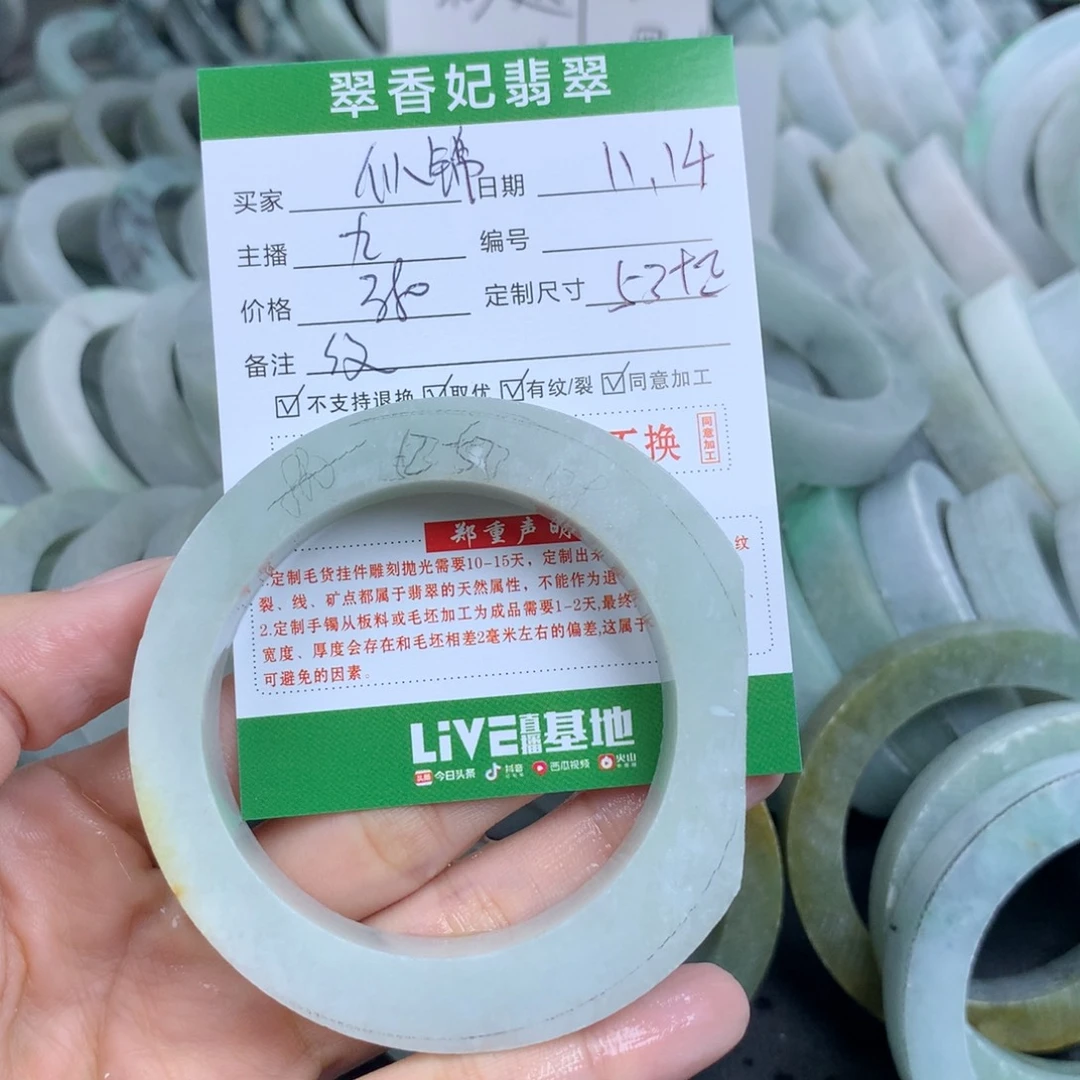 翠香妃翡翠
买家 日期 11.14
主播 九 编号
价格 380 定制尺寸 53
备注 纹
不支持退换 取优 有纹/裂 同意加工
换 同意加工
郑重声明
.定制毛货挂件雕刻抛光需要10-15天，定制出 纹
裂、线、矿点都属于翡翠的天然属性，不能作为退
2.定制手镯从板料或毛坯加工为成品需要1-2天,最终
宽度、厚度会存在和毛坯相差2毫米左右的偏差,这属于
可避免的因素。
LIVE直播基地
头条 今日头条 抖音 西瓜视频 火山